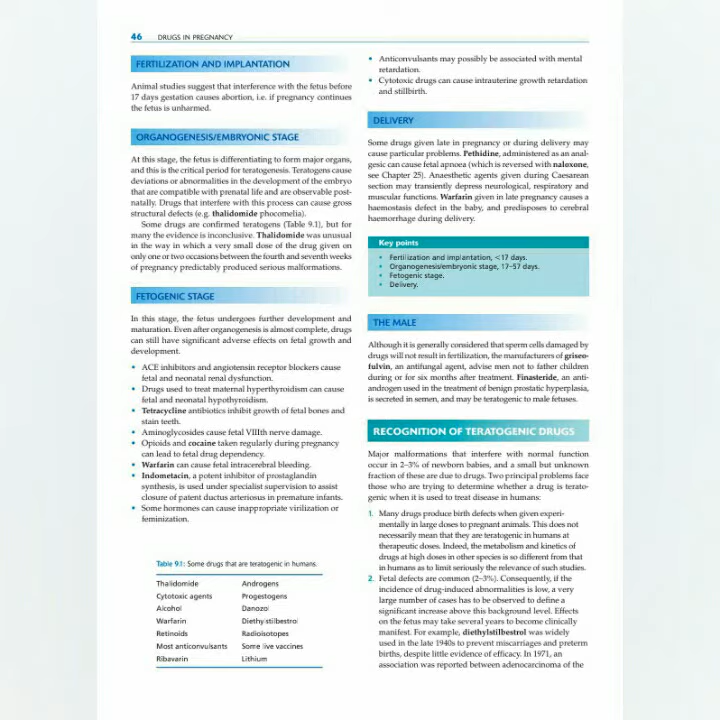 46 DRUGS IN PREGNANCY
FERTILIZATION AND IMPLANTATION
Animal studies suggest that interference with the fetus before
17 days gestation causes abortion, i.e. if pregnancy continues
the fetus is unharmed.
ORGANOGENESIS/EMBRYONIC STAGE
At this stage, the fetus is differentiating to form major organs,
and this is the critical period for teratogenesis. Teratogens cause
deviations or abnormalities in the development of the embryo
that are compatible with prenatal life and are observable post-
natally. Drugs that interfere with this process can cause gross
structural defects (e.g. thalidomide phocomelia).
Some drugs are confirmed teratogens (Table 9.1), but for
many the evidence is inconclusive. Thalidomide was unusual
in the way in which a very small dose of the drug given on
only one or two occasions between the fourth and seventh weeks
of pregnancy predictably produced serious malformations.
FETOGENIC STAGE
In this stage, the fetus undergoes further development and
maturation. Even after organogenesis is almost complete, drugs
can still have significant adverse effects on fetal growth and
development.
• ACE inhibitors and angiotensin receptor blockers cause
fetal and neonatal renal dysfunction.
• Drugs used to treat maternal hyperthyroidism can cause
fetal and neonatal hypothyroidism.
• Tetracycline antibiotics inhibit growth of fetal bones and
stain teeth.
• Aminoglycosides cause fetal VIIIth nerve damage.
• Opioids and cocaine taken regularly during pregnancy
can lead to fetal drug dependency.
• Warfarin can cause fetal intracerebral bleeding.
• Indometacin, a potent inhibitor of prostaglandin
synthesis, is used under specialist supervision to assist
closure of patent ductus arteriosus in premature infants.
• Some hormones can cause inappropriate virilization or
feminization.
Table 9.1: Some drugs that are teratogenic in humans.
Thalidomide Androgens
Cytotoxic agents Progestogens
Alcohol Danazol
Warfarin Diethylstilbestrol
Retinoids Radioisotopes
Most anticonvulsants Some live vaccines
Ribavarin Lithium
• Anticonvulsants may possibly be associated with mental
retardation.
• Cytotoxic drugs can cause intrauterine growth retardation
and stillbirth.
DELIVERY
Some drugs given late in pregnancy or during delivery may
cause particular problems. Pethidine, administered as an anal-
gesic can cause fetal apnoea (which is reversed with naloxone,
see Chapter 25). Anaesthetic agents given during Caesarean
section may transiently depress neurological, respiratory and
muscular functions. Warfarin given in late pregnancy causes a
haemostasis defect in the baby, and predisposes to cerebral
haemorrhage during delivery.
Key points
• Fertilization and implantation, <17 days.
• Organogenesis/embryonic stage, 17–57 days.
• Fetogenic stage.
• Delivery.
THE MALE
Although it is generally considered that sperm cells damaged by
drugs will not result in fertilization, the manufacturers of griseo-
fulvin, an antifungal agent, advise men not to father children
during or for six months after treatment. Finasteride, an anti-
androgen used in the treatment of benign prostatic hyperplasia,
is secreted in semen, and may be teratogenic to male fetuses.
RECOGNITION OF TERATOGENIC DRUGS
Major malformations that interfere with normal function
occur in 2–3% of newborn babies, and a small but unknown
fraction of these are due to drugs. Two principal problems face
those who are trying to determine whether a drug is terato-
genic when it is used to treat disease in humans:
1. Many drugs produce birth defects when given experi-
mentally in large doses to pregnant animals. This does not
necessarily mean that they are teratogenic in humans at
therapeutic doses. Indeed, the metabolism and kinetics of
drugs at high doses in other species is so different from that
in humans as to limit seriously the relevance of such studies.
2. Fetal defects are common (2–3%). Consequently, if the
incidence of drug-induced abnormalities is low, a very
large number of cases has to be observed to define a
significant increase above this background level. Effects
on the fetus may take several years to become clinically
manifest. For example, diethylstilbestrol was widely
used in the late 1940s to prevent miscarriages and preterm
births, despite little evidence of efficacy. In 1971, an
association was reported between adenocarcinoma of the